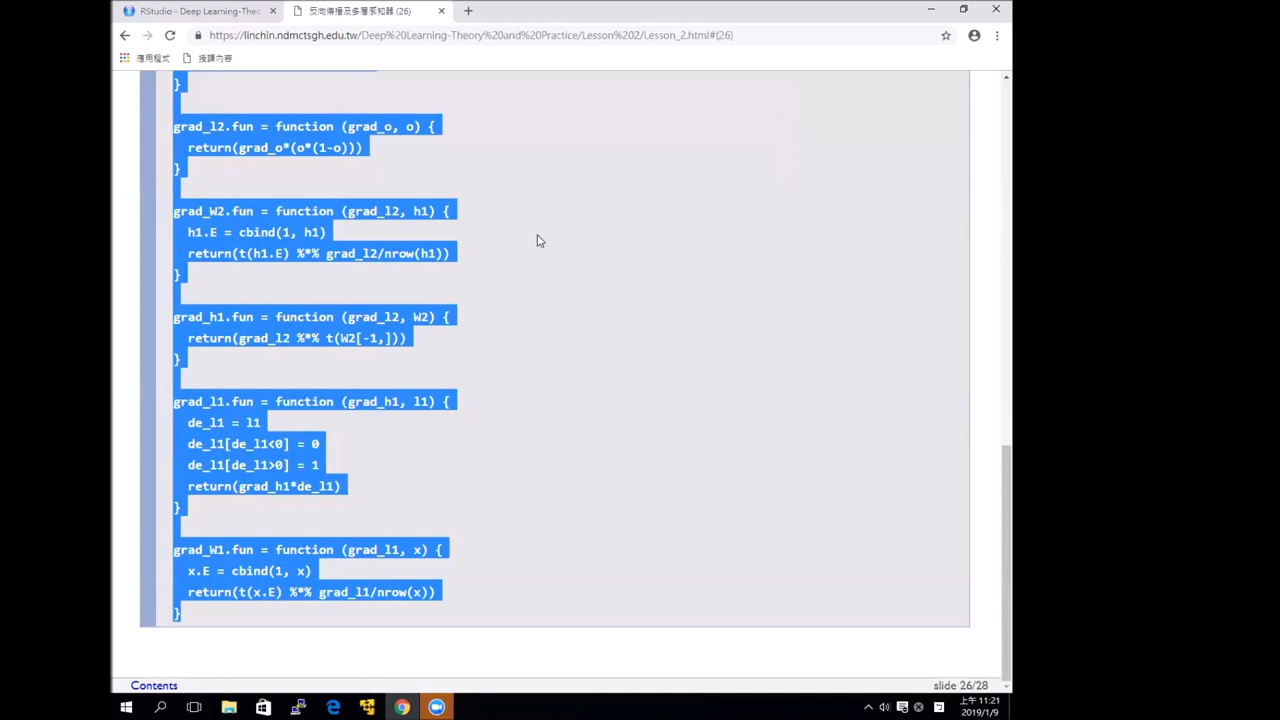 RStudio - Deep Learning-Theo
反向傳播及多層感知器 (26)
https://linchin.ndmctsgh.edu.tw/Deep%20Learning-Theory%20and%20Practice/Lesson%202/Lesson_2.html#(26)
應用程式
授課內容
}
grad_l2.fun = function (grad_o, o) {
return(grad_o*(o*(1-o)))
}
grad_W2.fun = function (grad_l2, h1) {
h1.E = cbind(1, h1)
return(t(h1.E) %*% grad_l2/nrow(h1))
}
grad_h1.fun = function (grad_l2, W2) {
return(grad_l2 %*% t(W2[-1,]))
}
grad_l1.fun = function (grad_h1, l1) {
de_l1 = l1
de_l1[de_l1<0] = 0
de_l1[de_l1>0] = 1
return(grad_h1*de_l1)
}
grad_W1.fun = function (grad_l1, x) {
x.E = cbind(1, x)
return(t(x.E) %*% grad_l1/nrow(x))
}
Contents
slide 26/28
上午 11:21
2019/1/9